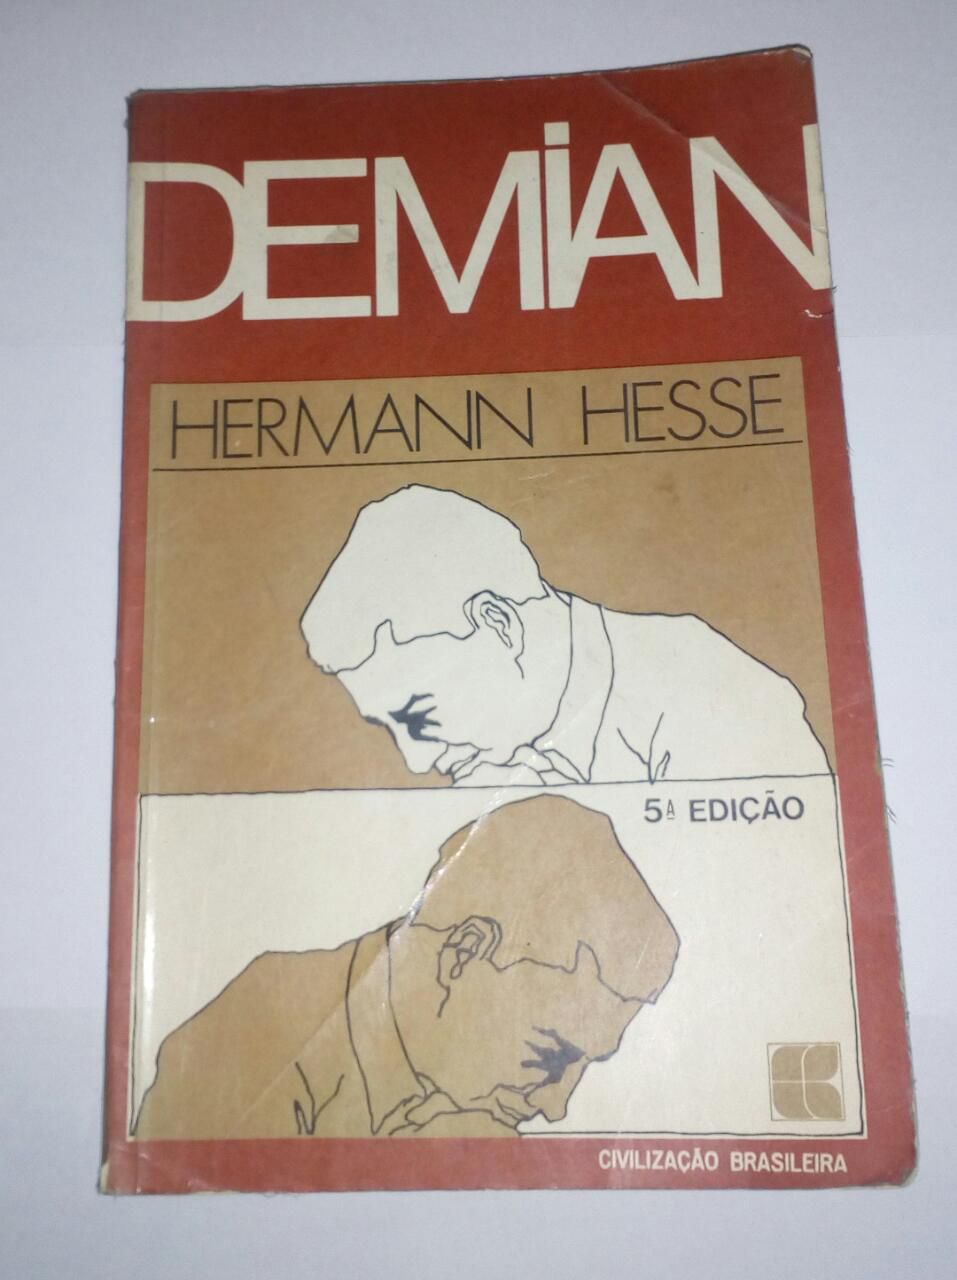 DEMiAN
HERMANN HESSE
5ª EDIÇÃO
CIVILIZAÇÃO BRASILEIRA